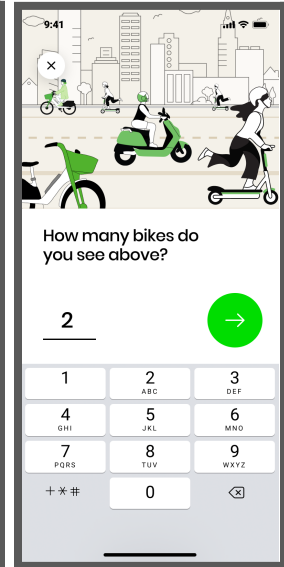 9:41
How many bikes do
you see above?
2
1
2
ABC
3
DEF
4
GHI
5
JKL
6
MNO
7
PQRS
8
TUV
9
WXYZ
+*#
0